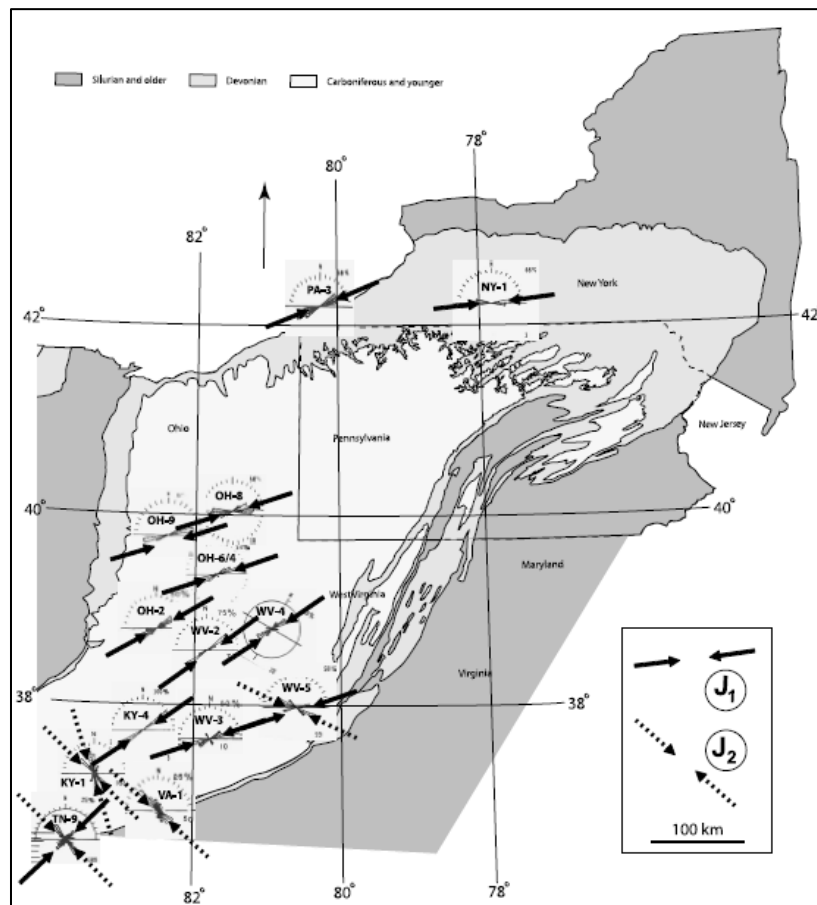 Silurian and older Devonian Carboniferous and younger
78°
80°
82°
PA-3
NY-1
New York
42°
42
Ohio
Pennsylvania
New Jersey
OH-8
40°
40°
OH-9
OH-6/4
Maryland
West Virginia
OH-2
WV-2
75%
WV-4
Virginia
WV-5
38°
38°
KY-4
WV-3
KY-1
VA-1
TN-9
J1
J2
100 km
82°
80°
78°